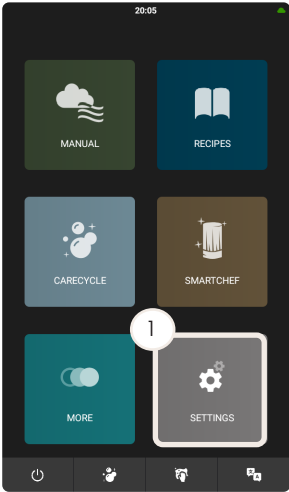 20:05
MANUAL
RECIPES
CARECYCLE
SMARTCHEF
1
MORE
SETTINGS